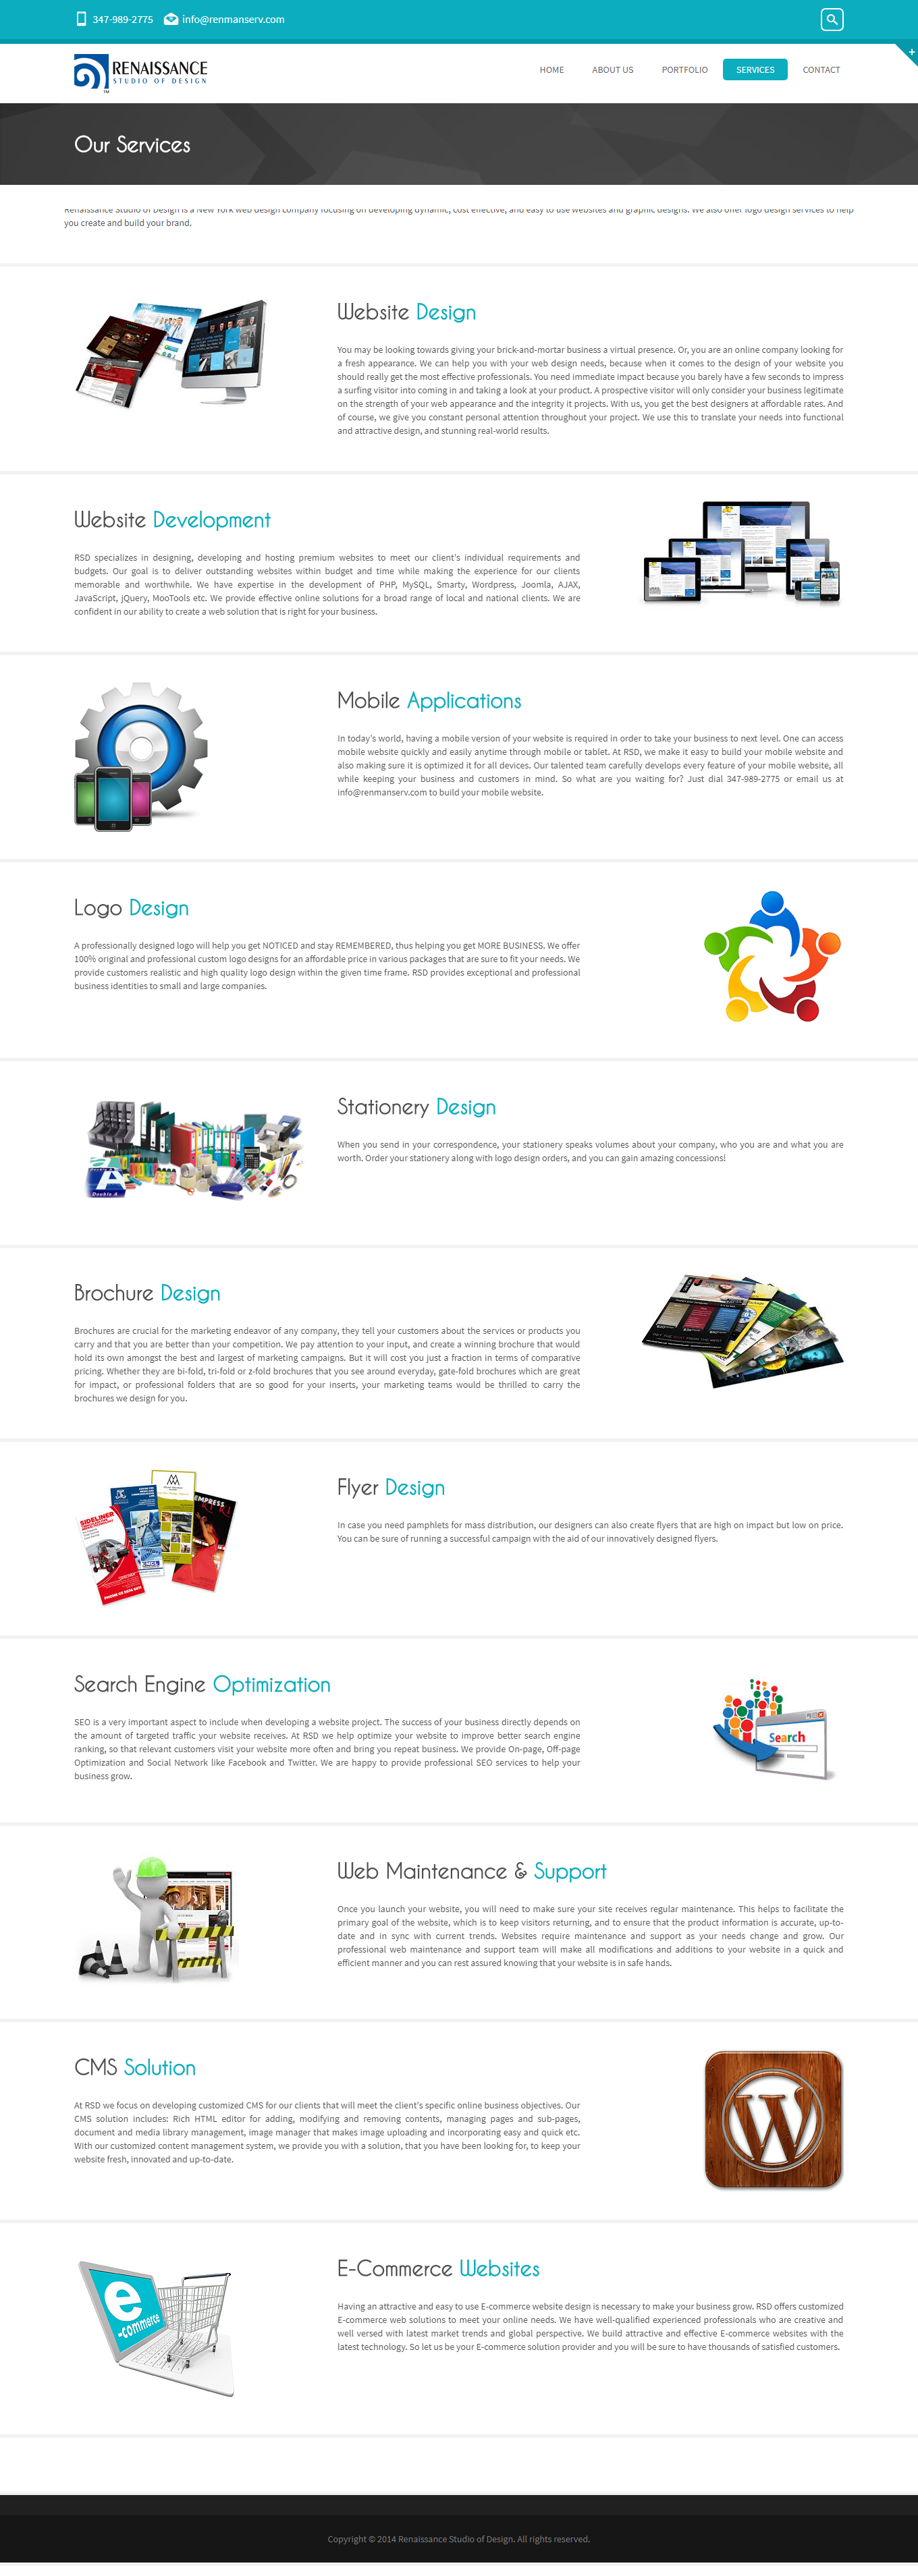 347-989-2775 info@renmanserv.com
RENAISSANCE
STUDIO OF DESIGN
TM
HOME ABOUT US PORTFOLIO SERVICES CONTACT
+
Our Services
Renaissance Studio of Design is a New York web design company focusing on developing dynamic, cost effective, and easy to use websites and graphic designs. We also offer logo design services to help
you create and build your brand.
Website Design
You may be looking towards giving your brick-and-mortar business a virtual presence. Or, you are an online company looking for
a fresh appearance. We can help you with your web design needs, because when it comes to the design of your website you
should really get the most effective professionals. You need immediate impact because you barely have a few seconds to impress
a surfing visitor into coming in and taking a look at your product. A prospective visitor will only consider your business legitimate
on the strength of your web appearance and the integrity it projects. With us, you get the best designers at affordable rates. And
of course, we give you constant personal attention throughout your project. We use this to translate your needs into functional
and attractive design, and stunning real-world results.
Website Development
RSD specializes in designing, developing and hosting premium websites to meet our client's individual requirements and
budgets. Our goal is to deliver outstanding websites within budget and time while making the experience for our clients
memorable and worthwhile. We have expertise in the development of PHP, MySQL, Smarty, Wordpress, Joomla, AJAX,
JavaScript, jQuery, MooTools etc. We provide effective online solutions for a broad range of local and national clients. We are
confident in our ability to create a web solution that is right for your business.
Mobile Applications
In today's world, having a mobile version of your website is required in order to take your business to next level. One can access
mobile website quickly and easily anytime through mobile or tablet. At RSD, we make it easy to build your mobile website and
also making sure it is optimized it for all devices. Our talented team carefully develops every feature of your mobile website, all
while keeping your business and customers in mind. So what are you waiting for? Just dial 347-989-2775 or email us at
info@renmanserv.com to build your mobile website.
Logo Design
A professionally designed logo will help you get NOTICED and stay REMEMBERED, thus helping you get MORE BUSINESS. We offer
100% original and professional custom logo designs for an affordable price in various packages that are sure to fit your needs. We
provide customers realistic and high quality logo design within the given time frame. RSD provides exceptional and professional
business identities to small and large companies.
Stationery Design
When you send in your correspondence, your stationery speaks volumes about your company, who you are and what you are
worth. Order your stationery along with logo design orders, and you can gain amazing concessions!
A
Double A
Brochure Design
Brochures are crucial for the marketing endeavor of any company, they tell your customers about the services or products you
carry and that you are better than your competition. We pay attention to your input, and create a winning brochure that would
hold its own amongst the best and largest of marketing campaigns. But it will cost you just a fraction in terms of comparative
pricing. Whether they are bi-fold, tri-fold or z-fold brochures that you see around everyday, gate-fold brochures which are great
for impact, or professional folders that are so good for your inserts, your marketing teams would be thrilled to carry the
brochures we design for you.
SIDELINER
EMPRESS
Flyer Design
In case you need pamphlets for mass distribution, our designers can also create flyers that are high on impact but low on price.
You can be sure of running a successful campaign with the aid of our innovatively designed flyers.
Search Engine Optimization
SEO is a very important aspect to include when developing a website project. The success of your business directly depends on
the amount of targeted traffic your website receives. At RSD we help optimize your website to improve better search engine
ranking, so that relevant customers visit your website more often and bring you repeat business. We provide On-page, Off-page
Optimization and Social Network like Facebook and Twitter. We are happy to provide professional SEO services to help your
business grow.
Search
Web Maintenance & Support
Once you launch your website, you will need to make sure your site receives regular maintenance. This helps to facilitate the
primary goal of the website, which is to keep visitors returning, and to ensure that the product information is accurate, up-to-
date and in sync with current trends. Websites require maintenance and support as your needs change and grow. Our
professional web maintenance and support team will make all modifications and additions to your website in a quick and
efficient manner and you can rest assured knowing that your website is in safe hands.
CMS Solution
At RSD we focus on developing customized CMS for our clients that will meet the client's specific online business objectives. Our
CMS solution includes: Rich HTML editor for adding, modifying and removing contents, managing pages and sub-pages,
document and media library management, image manager that makes image uploading and incorporating easy and quick etc.
With our customized content management system, we provide you with a solution, that you have been looking for, to keep your
website fresh, innovated and up-to-date.
W
e
-commerce
E-Commerce Websites
Having an attractive and easy to use E-commerce website design is necessary to make your business grow. RSD offers customized
E-commerce web solutions to meet your online needs. We have well-qualified experienced professionals who are creative and
well versed with latest market trends and global perspective. We build attractive and effective E-commerce websites with the
latest technology. So let us be your E-commerce solution provider and you will be sure to have thousands of satisfied customers.
Copyright © 2014 Renaissance Studio of Design. All rights reserved.